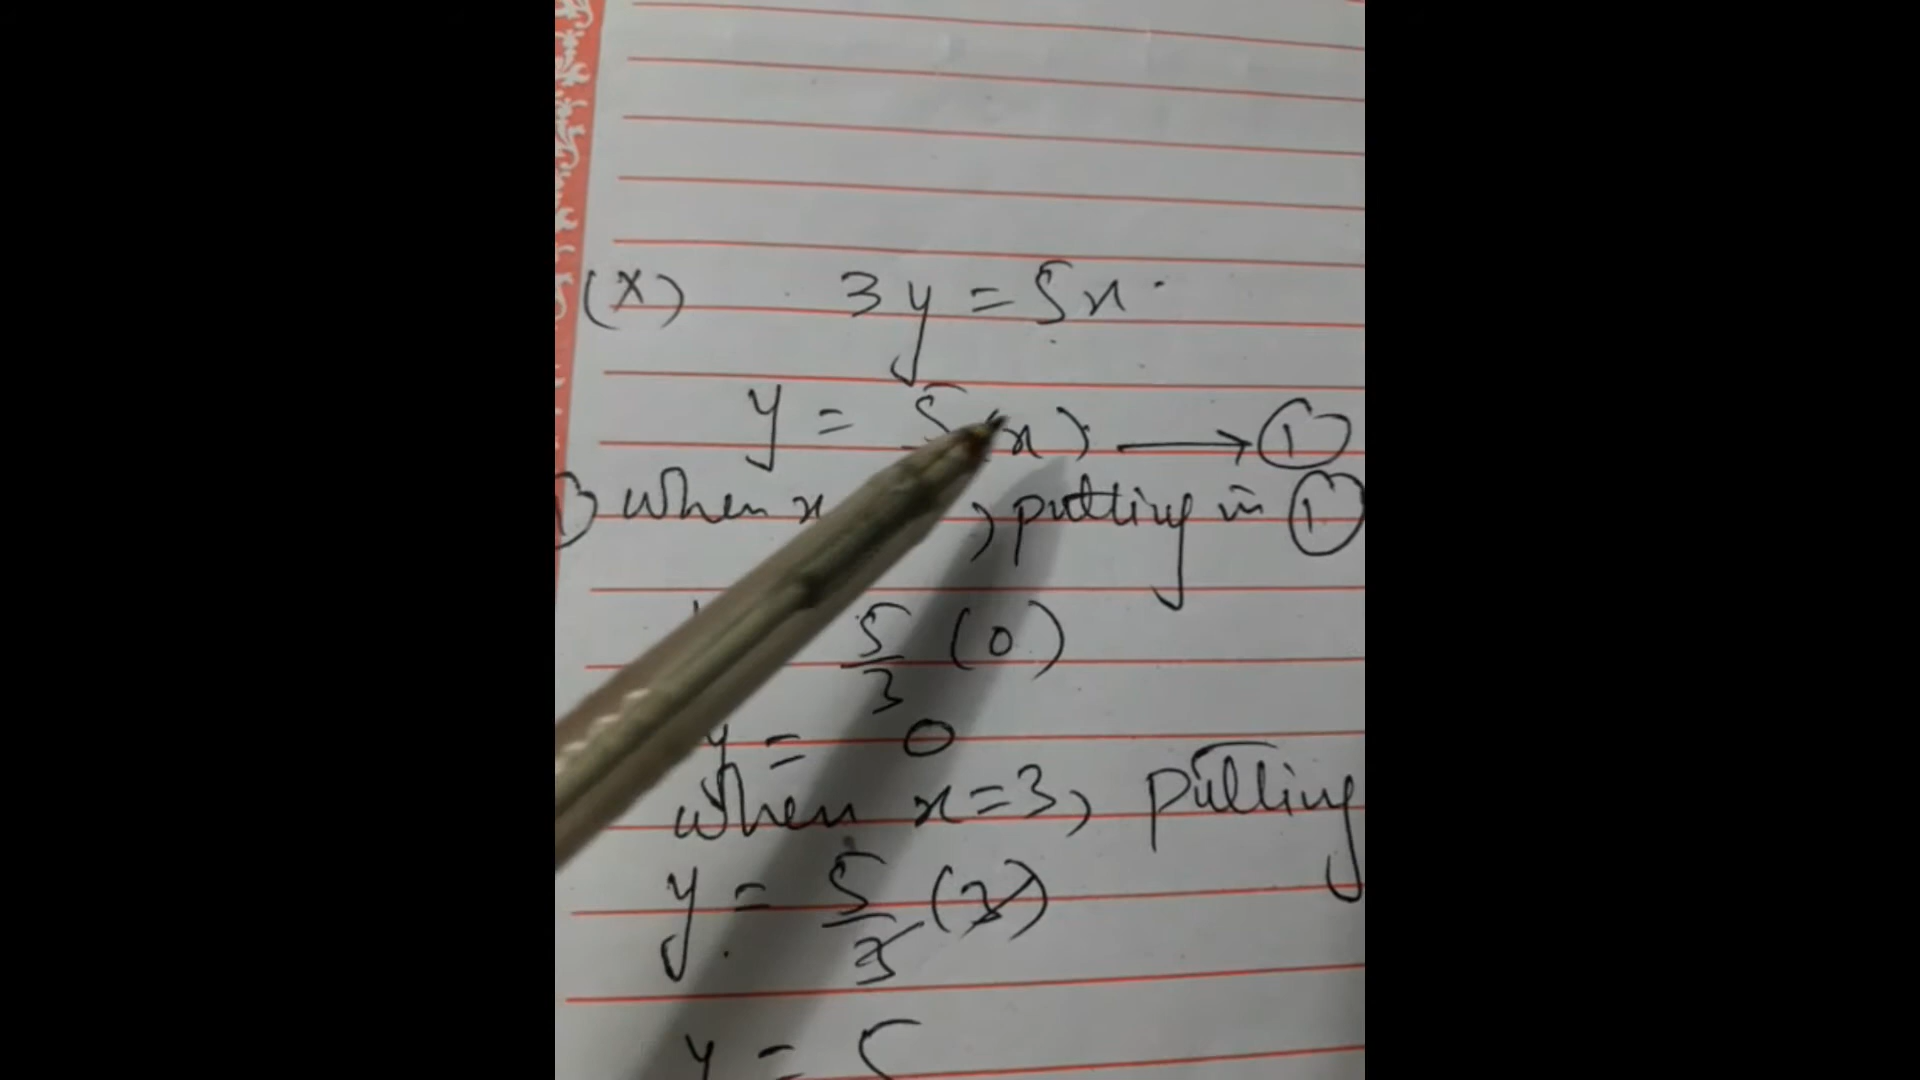 (x) 3y = 5x
y = 5 (x) → ①
① when x , putting in ①
5/3 (0)
y = 0
when x = 3, putting
y = 5/3 (3)
y = 5